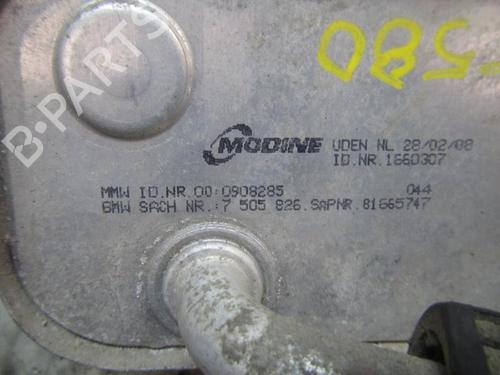 580
B-PARTS
MODINE UDEN NL 28/02/08
ID.NR.1660307
MMW ID.NR.00:0908285 044
BMW SACH NR.:7 505 826.SAPNR.81665747